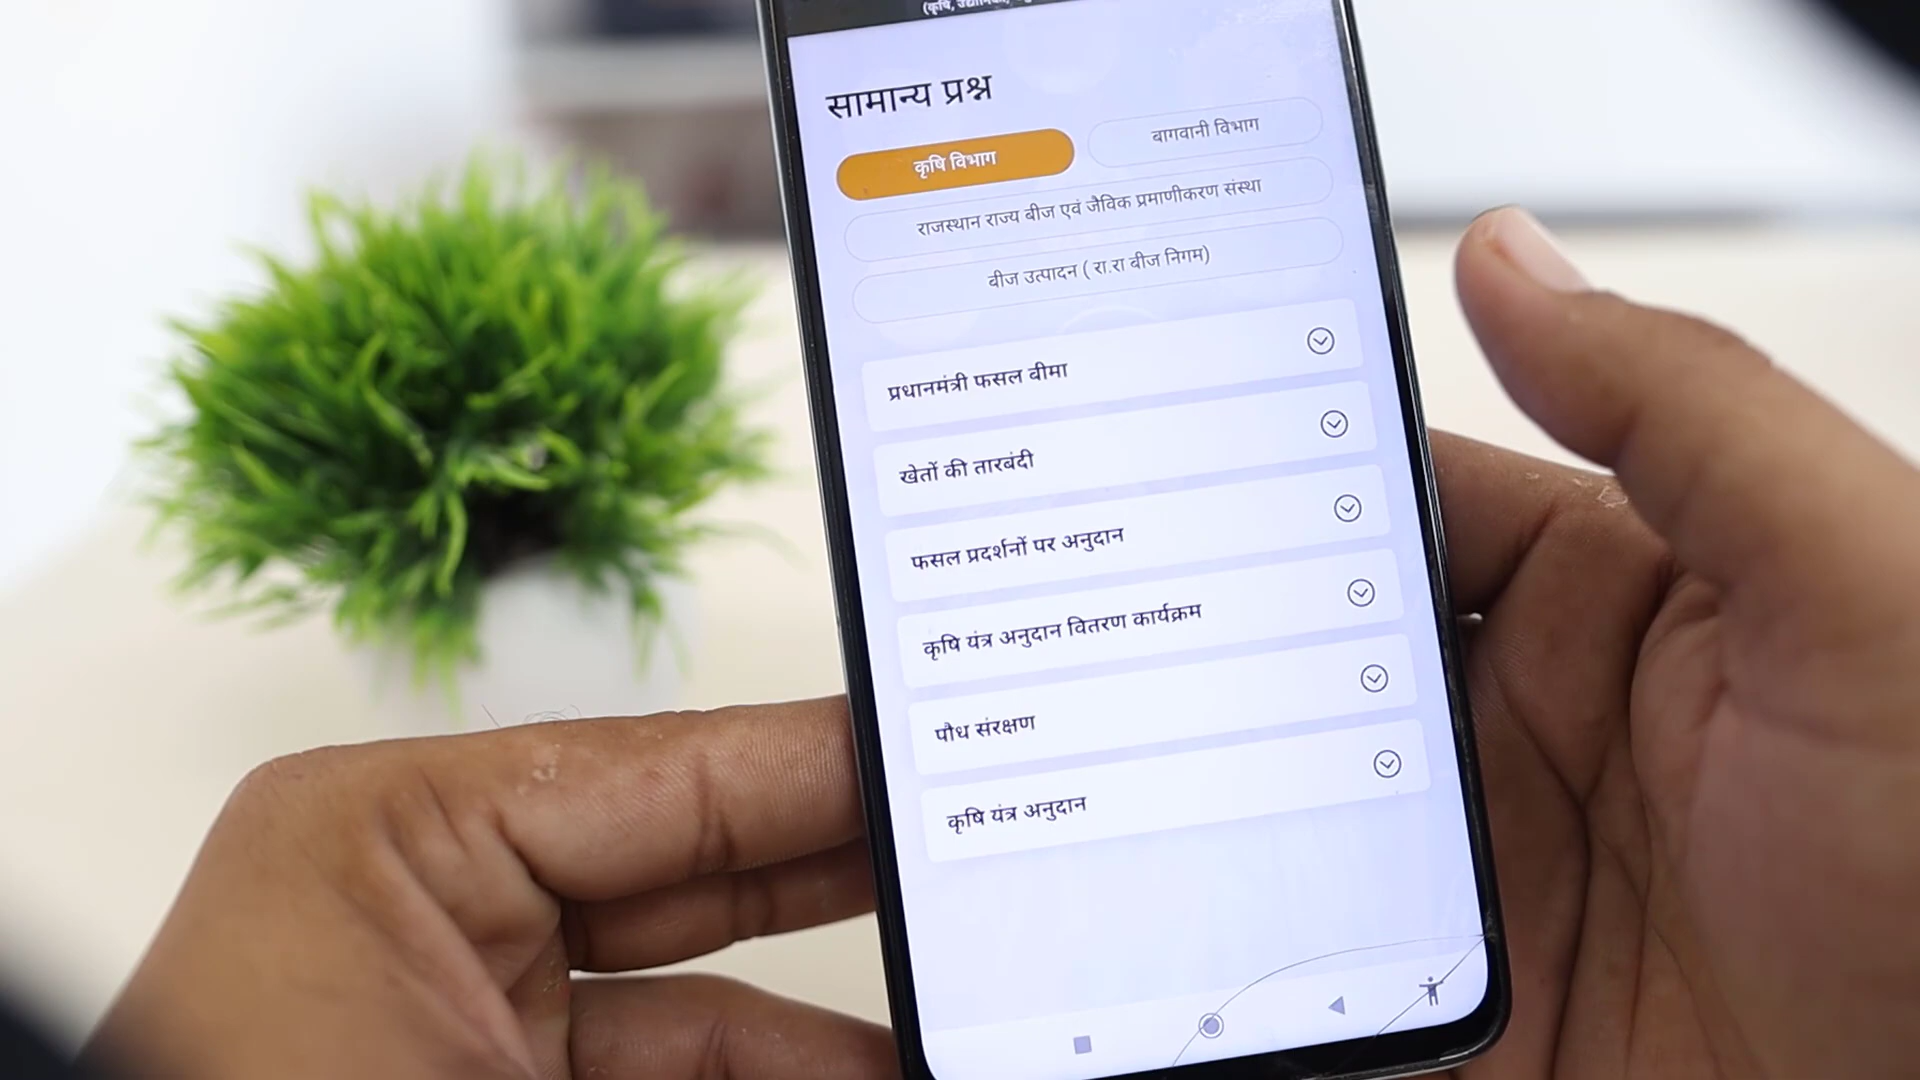 (कृषि,
सामान्य प्रश्न
कृषि विभाग
बागवानी विभाग
राजस्थान राज्य बीज एवं जैविक प्रमाणीकरण संस्था
बीज उत्पादन ( रा.रा बीज निगम)
प्रधानमंत्री फसल बीमा
खेतों की तारबंदी
फसल प्रदर्शनों पर अनुदान
कृषि यंत्र अनुदान वितरण कार्यक्रम
पौध संरक्षण
कृषि यंत्र अनुदान